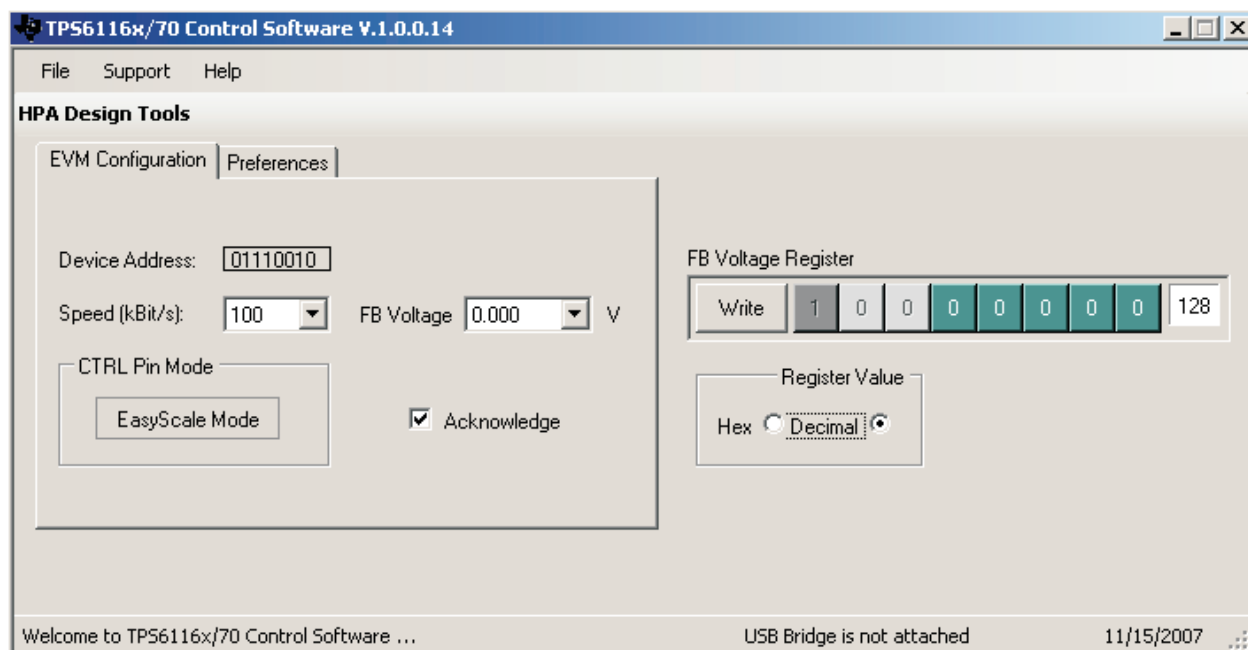 TPS6116x/70 Control Software V.1.0.0.14
File Support Help
HPA Design Tools
EVM Configuration Preferences
Device Address: 01110010
FB Voltage Register
Speed (kBit/s): 100 FB Voltage 0.000 V
Write 1 0 0 0 0 0 0 0 128
CTRL Pin Mode
Register Value
EasyScale Mode Acknowledge
Hex Decimal
Welcome to TPS6116x/70 Control Software ... USB Bridge is not attached 11/15/2007